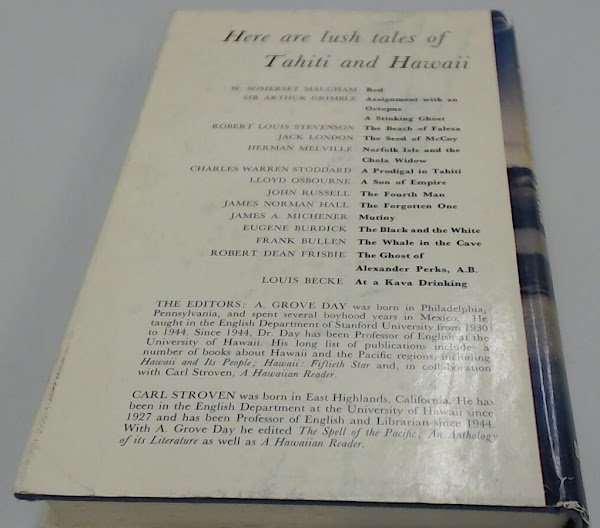 Here are lush tales of
Tahiti and Hawaii
W. SOMERSET MAUGHAM Red
SIR ARTHUR GRIMBLE Assignment with an
Octopus
A Stinking Ghost
ROBERT LOUIS STEVENSON The Beach of Falesa
JACK LONDON The Seed of McCoy
HERMAN MELVILLE Norfolk Isle and the
Chola Widow
CHARLES WARREN STODDARD A Prodigal in Tahiti
LLOYD OSBOURNE A Son of Empire
JOHN RUSSELL The Fourth Man
JAMES NORMAN HALL The Forgotten One
JAMES A. MICHENER Mutiny
EUGENE BURDICK The Black and the White
FRANK BULLEN The Whale in the Cave
ROBERT DEAN FRISBIE The Ghost of
Alexander Perks, A.B.
LOUIS BECKE At a Kava Drinking
THE EDITORS: A. GROVE DAY was born in Philadelphia,
Pennsylvania, and spent several boyhood years in Mexico. He
taught in the English Department of Stanford University from 1930
to 1944. Since 1944, Dr. Day has been Professor of English at the
University of Hawaii. His long list of publications includes a
number of books about Hawaii and the Pacific regions, including
Hawaii and Its People; Hawaii: Fiftieth Star and, in collaboration
with Carl Stroven, A Hawaiian Reader.
CARL STROVEN was born in East Highlands, California. He has
been in the English Department at the University of Hawaii since
1927 and has been Professor of English and Librarian since 1944.
With A. Grove Day he edited The Spell of the Pacific: An Anthology
of its Literature as well as A Hawaiian Reader.